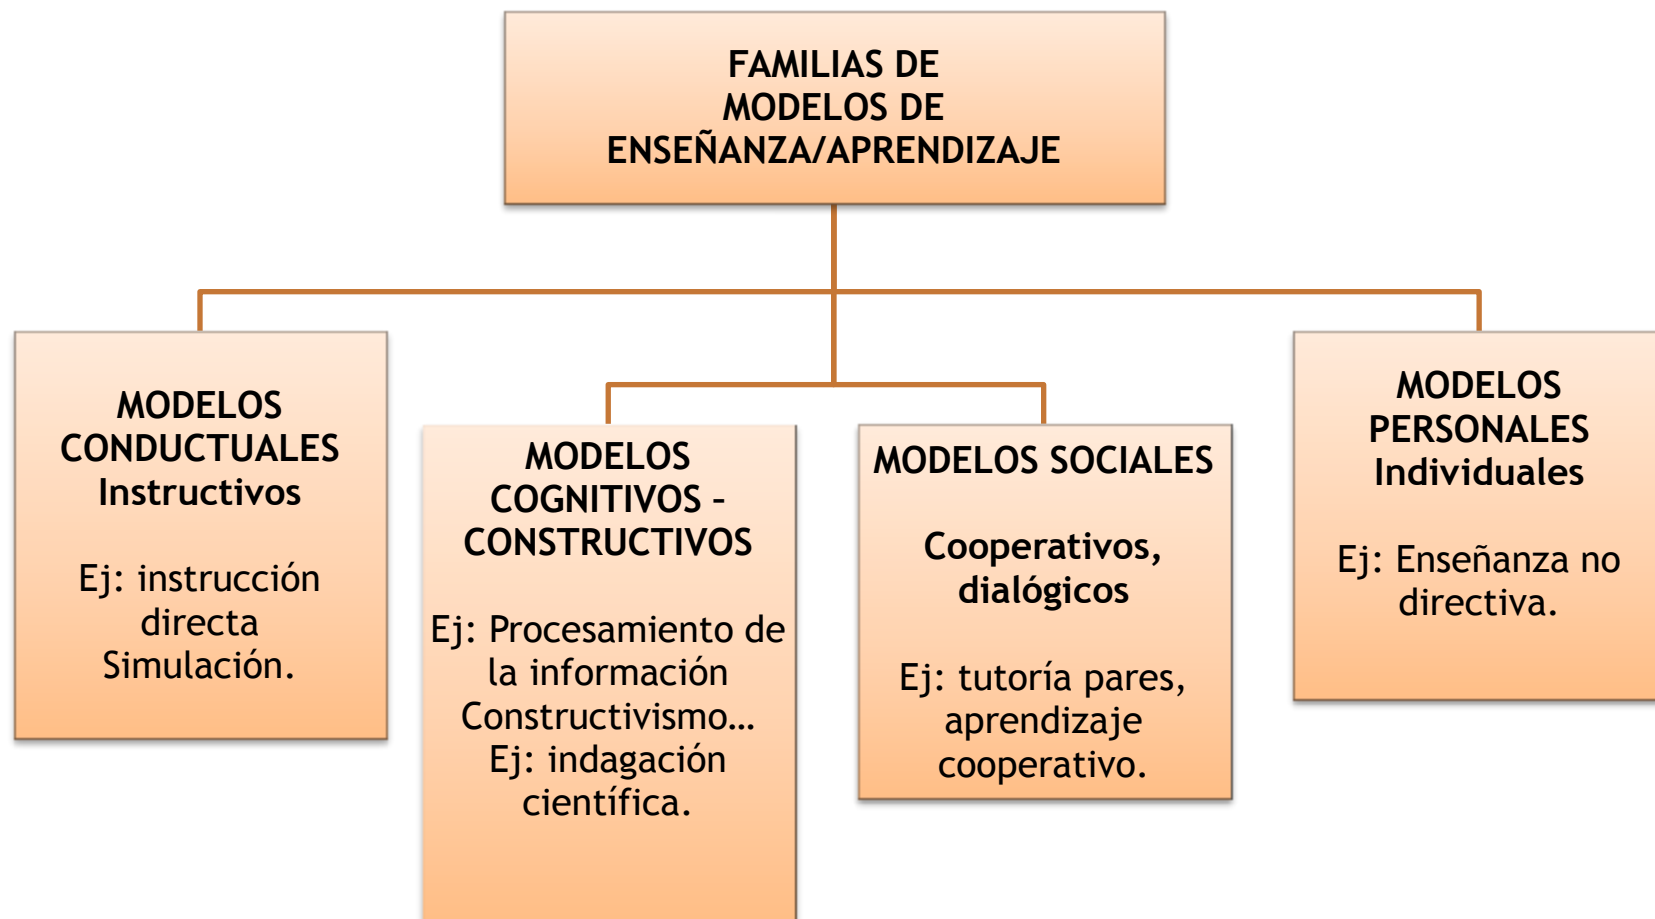 FAMILIAS DE
MODELOS DE
ENSEÑANZA/APRENDIZAJE
MODELOS
CONDUCTUALES
Instructivos
Ej: instrucción
directa
Simulación.
MODELOS
COGNITIVOS –
CONSTRUCTIVOS
Ej: Procesamiento de
la información
Constructivismo…
Ej: indagación
científica.
MODELOS SOCIALES
Cooperativos,
dialógicos
Ej: tutoría pares,
aprendizaje
cooperativo.
MODELOS
PERSONALES
Individuales
Ej: Enseñanza no
directiva.